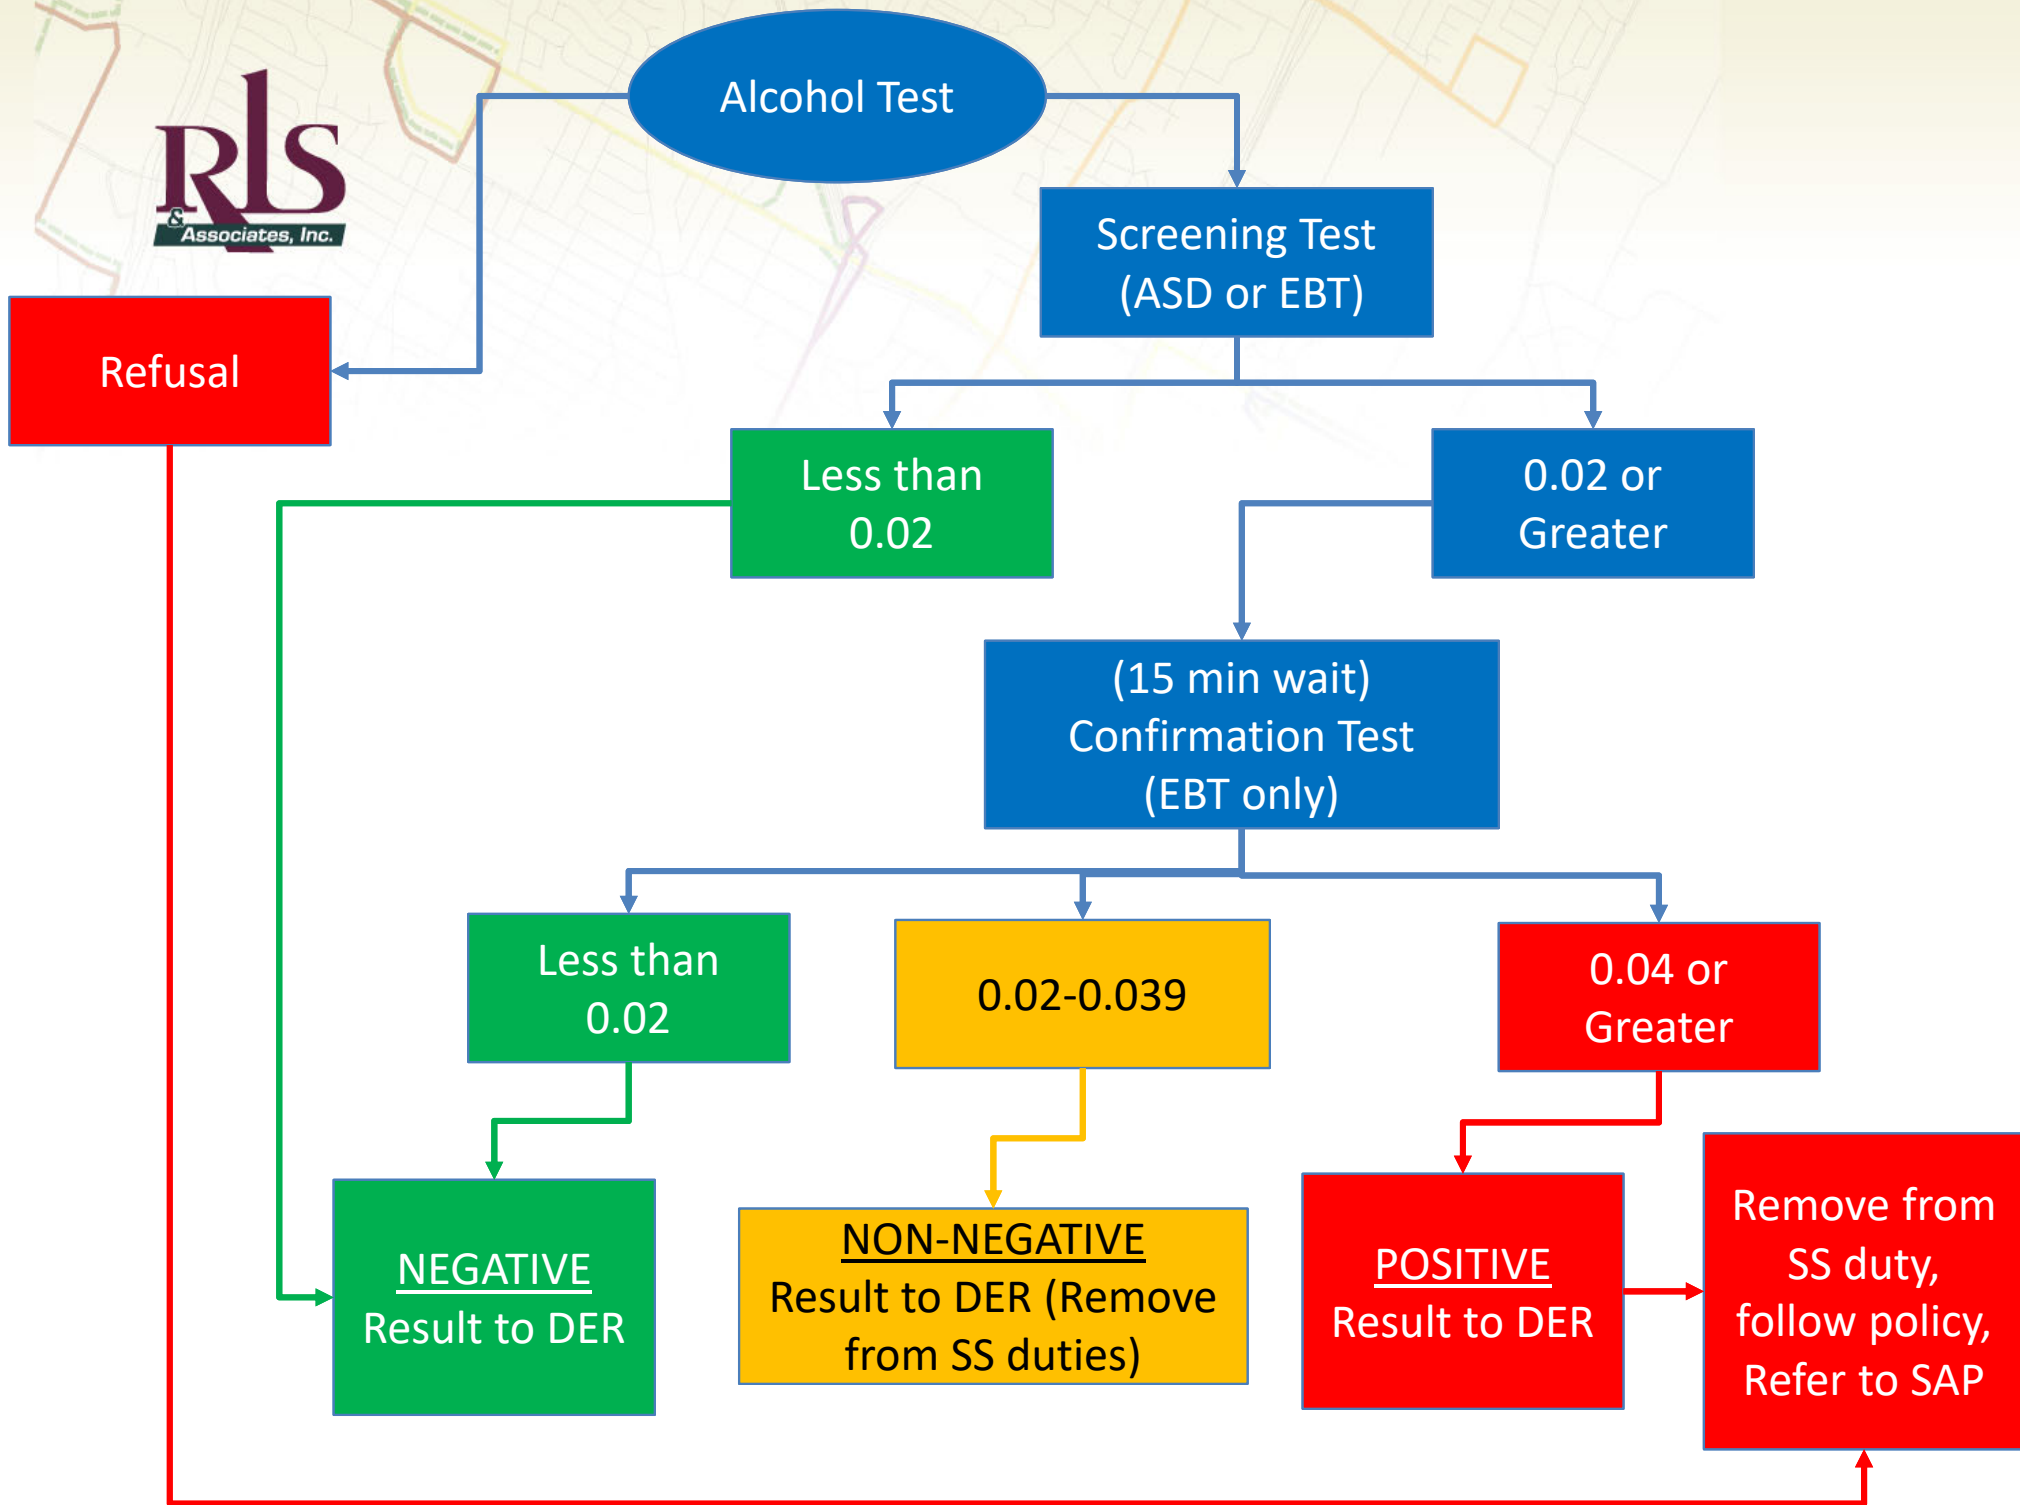 Alcohol Test
RLS
& Associates, Inc.
Screening Test
(ASD or EBT)
Refusal
Less than
0.02
0.02 or
Greater
(15 min wait)
Confirmation Test
(EBT only)
Less than
0.02
0.02-0.039
0.04 or
Greater
NEGATIVE
Result to DER
NON-NEGATIVE
Result to DER (Remove
from SS duties)
POSITIVE
Result to DER
Remove from
SS duty,
follow policy,
Refer to SAP